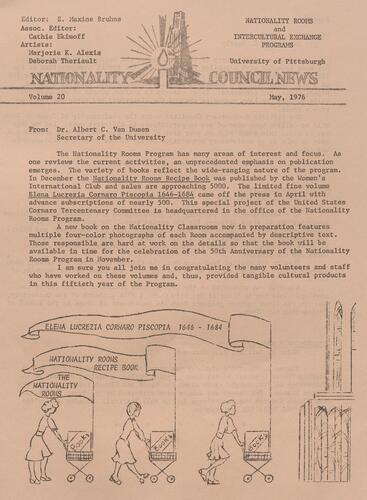 Editor: E. Maxine Bruhns
Assoc. Editor:
Cathie Ekimoff
Artists:
Marjorie K. Alexis
Deborah Theriault
NATIONALITY ROOMS
and
INTERCULTURAL EXCHANGE
PROGRAMS
University of Pittsburgh
NATIONALITY COUNCIL NEWS
Volume 20
May, 1976
From: Dr. Albert C. Van Dusen
Secretary of the University
The Nationality Rooms Program has many areas of interest and focus. As
one reviews the current activities, an unprecedented emphasis on publication
emerges. The variety of books reflect the wide-ranging nature of the program.
In December the Nationality Rooms Recipe Book was published by the Women's
International Club and sales are approaching 5000. The limited fine volume
Elena Lucrezia Cornaro Piscopia 1646-1684 came off the press in April with
advance subscriptions of nearly 500. This special project of the United States
Cornaro Tercentenary Committee is headquartered in the office of the Nationality
Rooms Program.
A new book on the Nationality Classrooms now in preparation features
multiple four-color photographs of each Room accompanied by descriptive text.
Those responsible are hard at work on the details so that the book will be
available in time for the celebration of the 50th Anniversary of the Nationality
Rooms Program in November.
I am sure you all join me in congratulating the many volunteers and staff
who have worked on these volumes and, thus, provided tangible cultural products
in this fiftieth year of the Program.
ELENA LUCREZIA CORNARO PISCOPIA 1646 - 1684
NATIONALITY ROOMS
RECIPE BOOK
THE
NATIONALITY
ROOMS
BOOKS
BOOKS
BOOKS